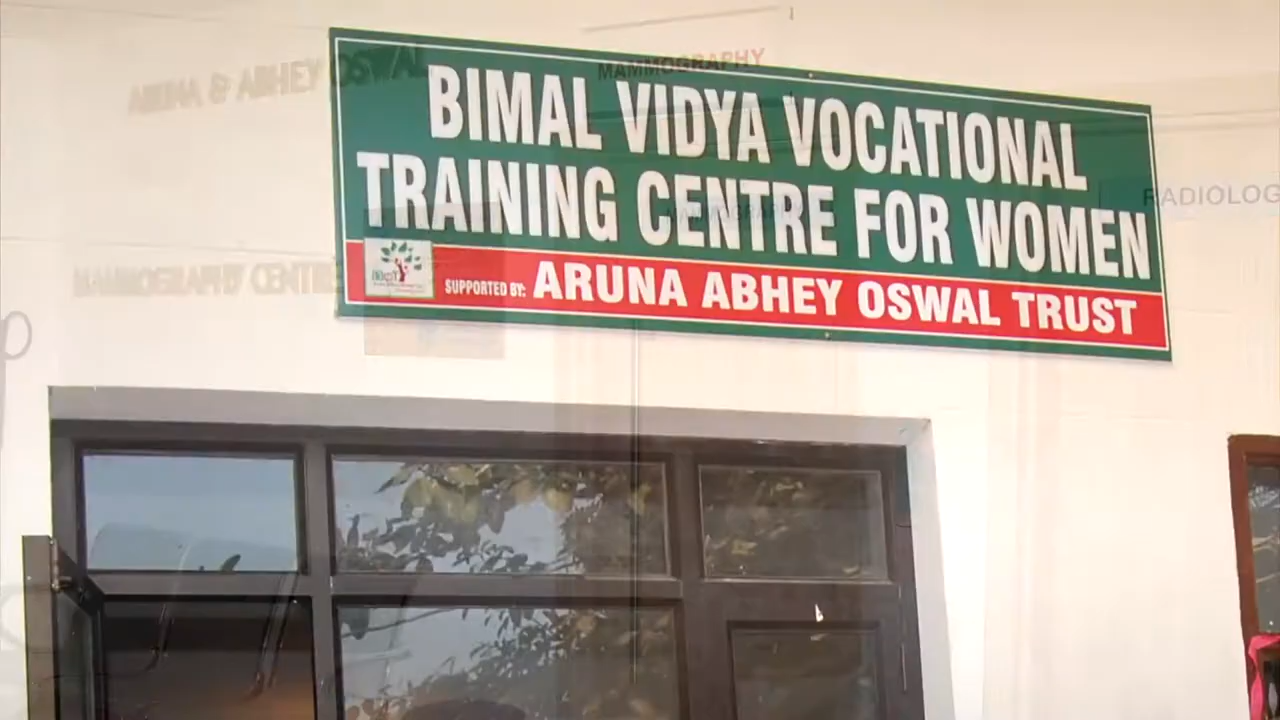 ARUNA & ABHEY OSWAL
MAMMOGRAPHY
BIMAL VIDYA VOCATIONAL
TRAINING CENTRE FOR WOMEN
RADIOLOG
MAMMOGRAPHY
MAMMOGRAPHY CENTRE
SUPPORTED BY: ARUNA ABHEY OSWAL TRUST